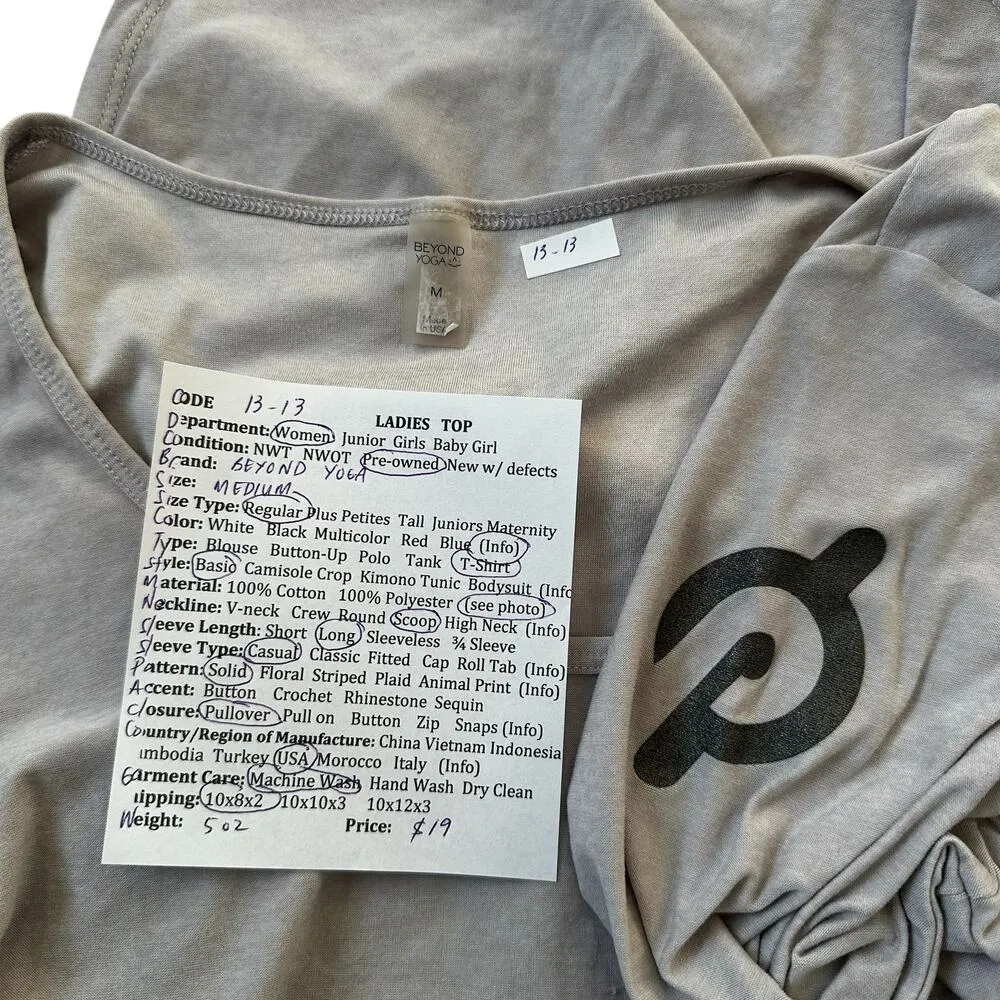 BEYOND
YOGA
M
Made
in USA
13-13
CODE 13-13
LADIES TOP
Department: Women Junior Girls Baby Girl
Condition: NWT NWOT Pre-owned New w/ defects
Brand: BEYOND YOGA
Size: MEDIUM
Size Type: Regular Plus Petites Tall Juniors Maternity
Color: White Black Multicolor Red Blue (Info)
Type: Blouse Button-Up Polo Tank T-Shirt
Style: Basic Camisole Crop Kimono Tunic Bodysuit (Info
Material: 100% Cotton 100% Polyester (see photo)
Neckline: V-neck Crew Round Scoop High Neck (Info)
Sleeve Length: Short Long Sleeveless ¾ Sleeve
Sleeve Type: Casual Classic Fitted Cap Roll Tab (Info)
Pattern: Solid Floral Striped Plaid Animal Print (Info)
Accent: Button Crochet Rhinestone Sequin
Closure: Pullover Pull on Button Zip Snaps (Info)
Country/Region of Manufacture: China Vietnam Indonesia
mbodia Turkey USA Morocco Italy (Info)
Garment Care: Machine Wash Hand Wash Dry Clean
ipping: 10x8x2 10x10x3 10x12x3
Weight: 5 oz Price: $19